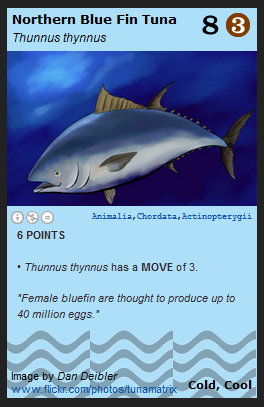 Northern Blue Fin Tuna 8 3
Thunnus thynnus
Animalia,Chordata,Actinopterygii
6 POINTS
• Thunnus thynnus has a MOVE of 3.
"Female bluefin are thought to produce up to
40 million eggs."
Image by Dan Deibler
www.flickr.com/photos/tunamatrix
Cold, Cool